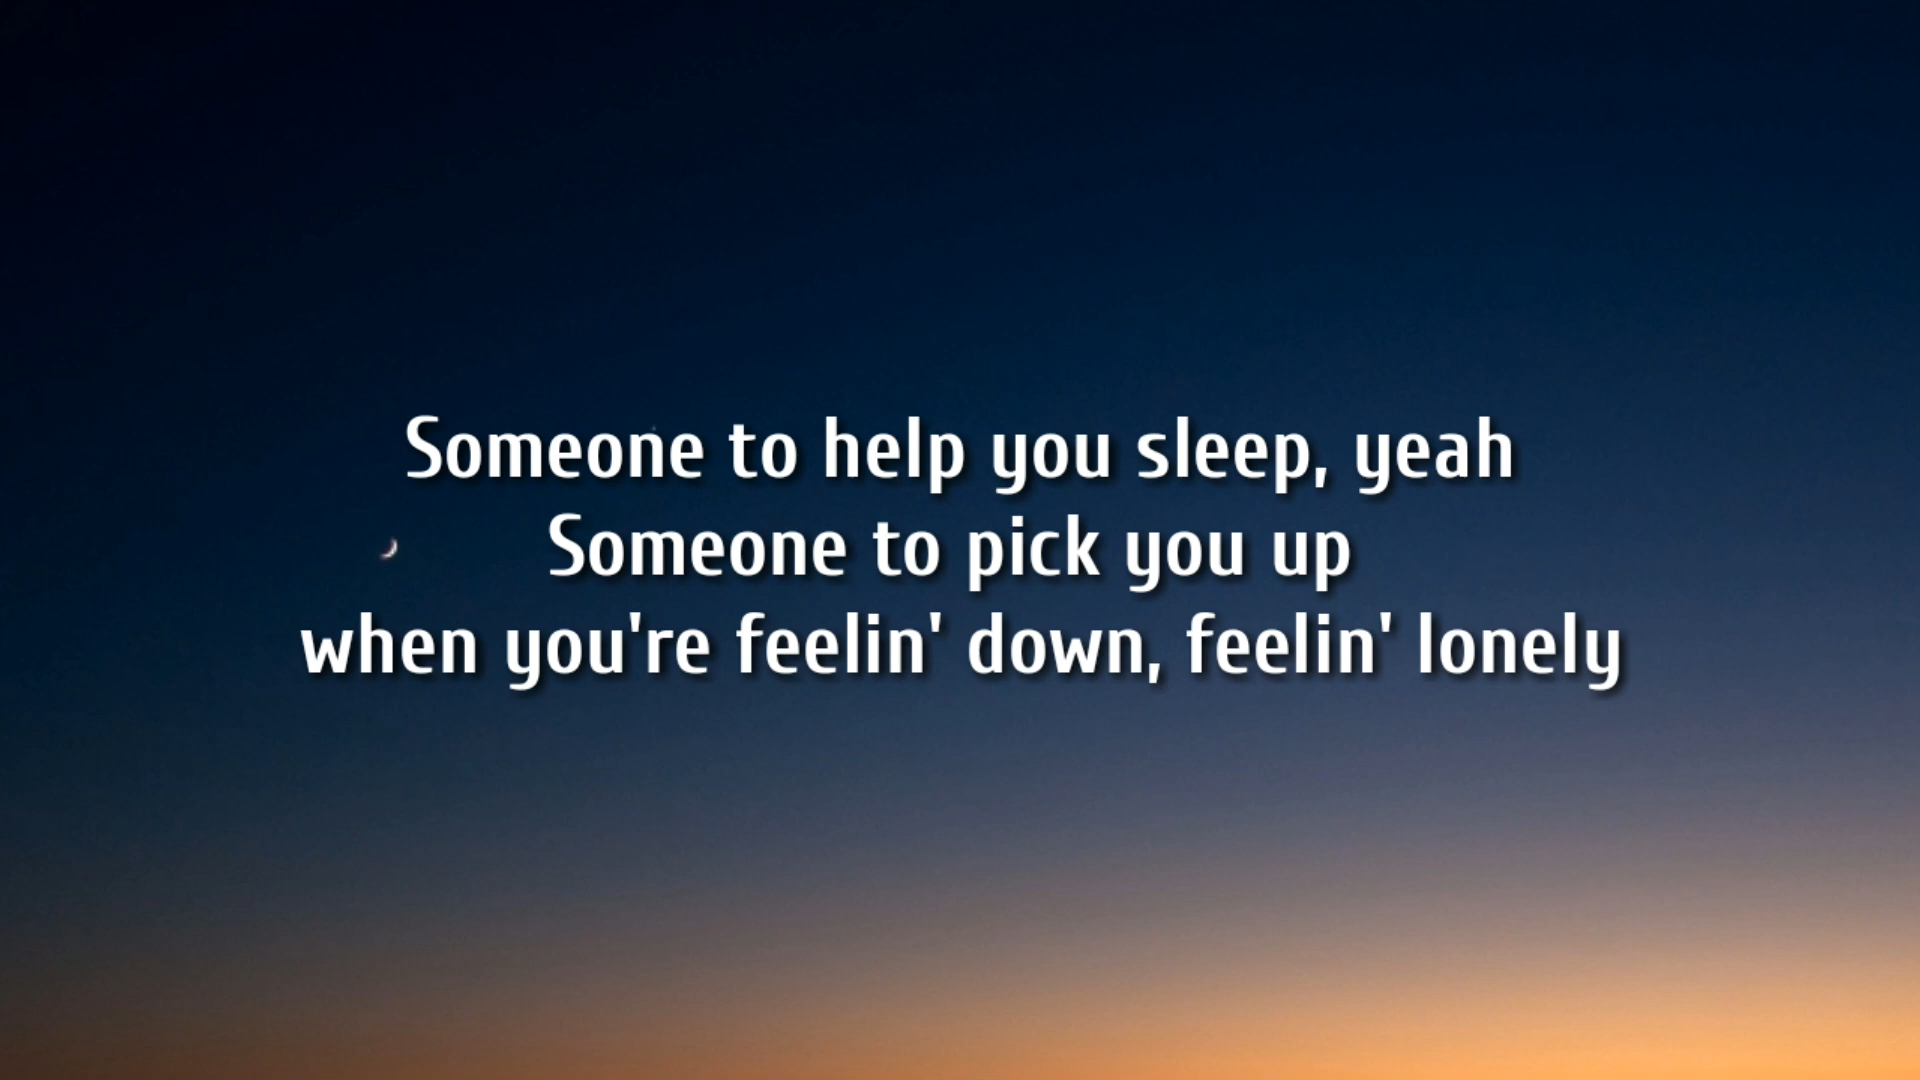 Someone to help you sleep, yeah
Someone to pick you up
when you're feelin' down, feelin' lonely